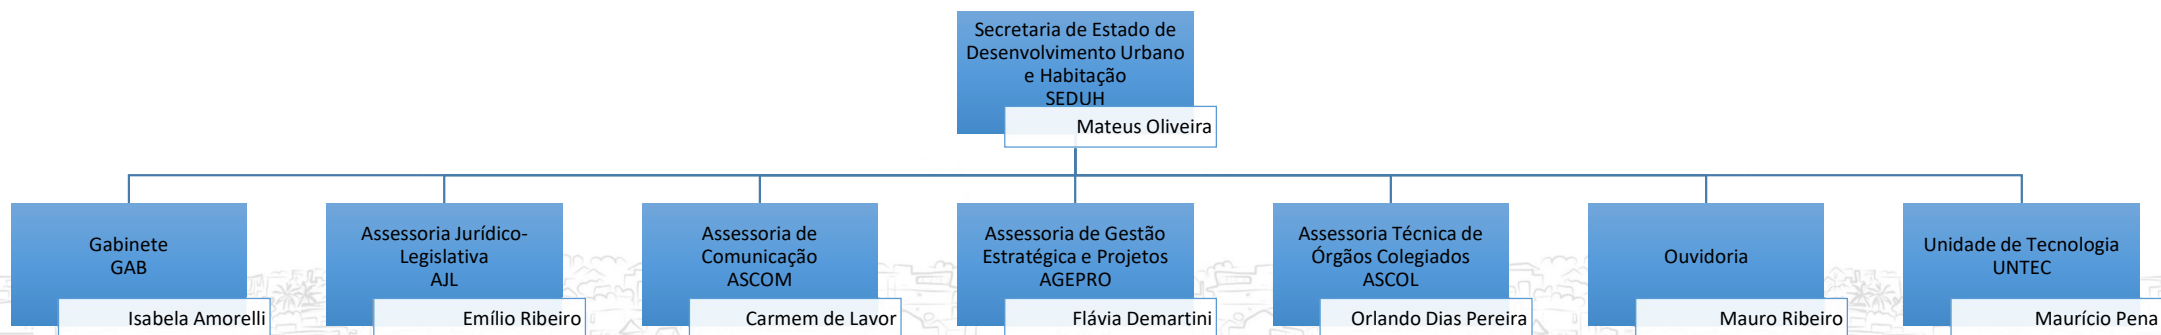 Secretaria de Estado de
Desenvolvimento Urbano
e Habitação
SEDUH
Mateus Oliveira
Gabinete
GAB
Isabela Amorelli
Assessoria Jurídico-
Legislativa
AJL
Emílio Ribeiro
Assessoria de
Comunicação
ASCOM
Carmem de Lavor
Assessoria de Gestão
Estratégica e Projetos
AGEPRO
Flávia Demartini
Assessoria Técnica de
Órgãos Colegiados
ASCOL
Orlando Dias Pereira
Ouvidoria
Mauro Ribeiro
Unidade de Tecnologia
UNTEC
Maurício Pena